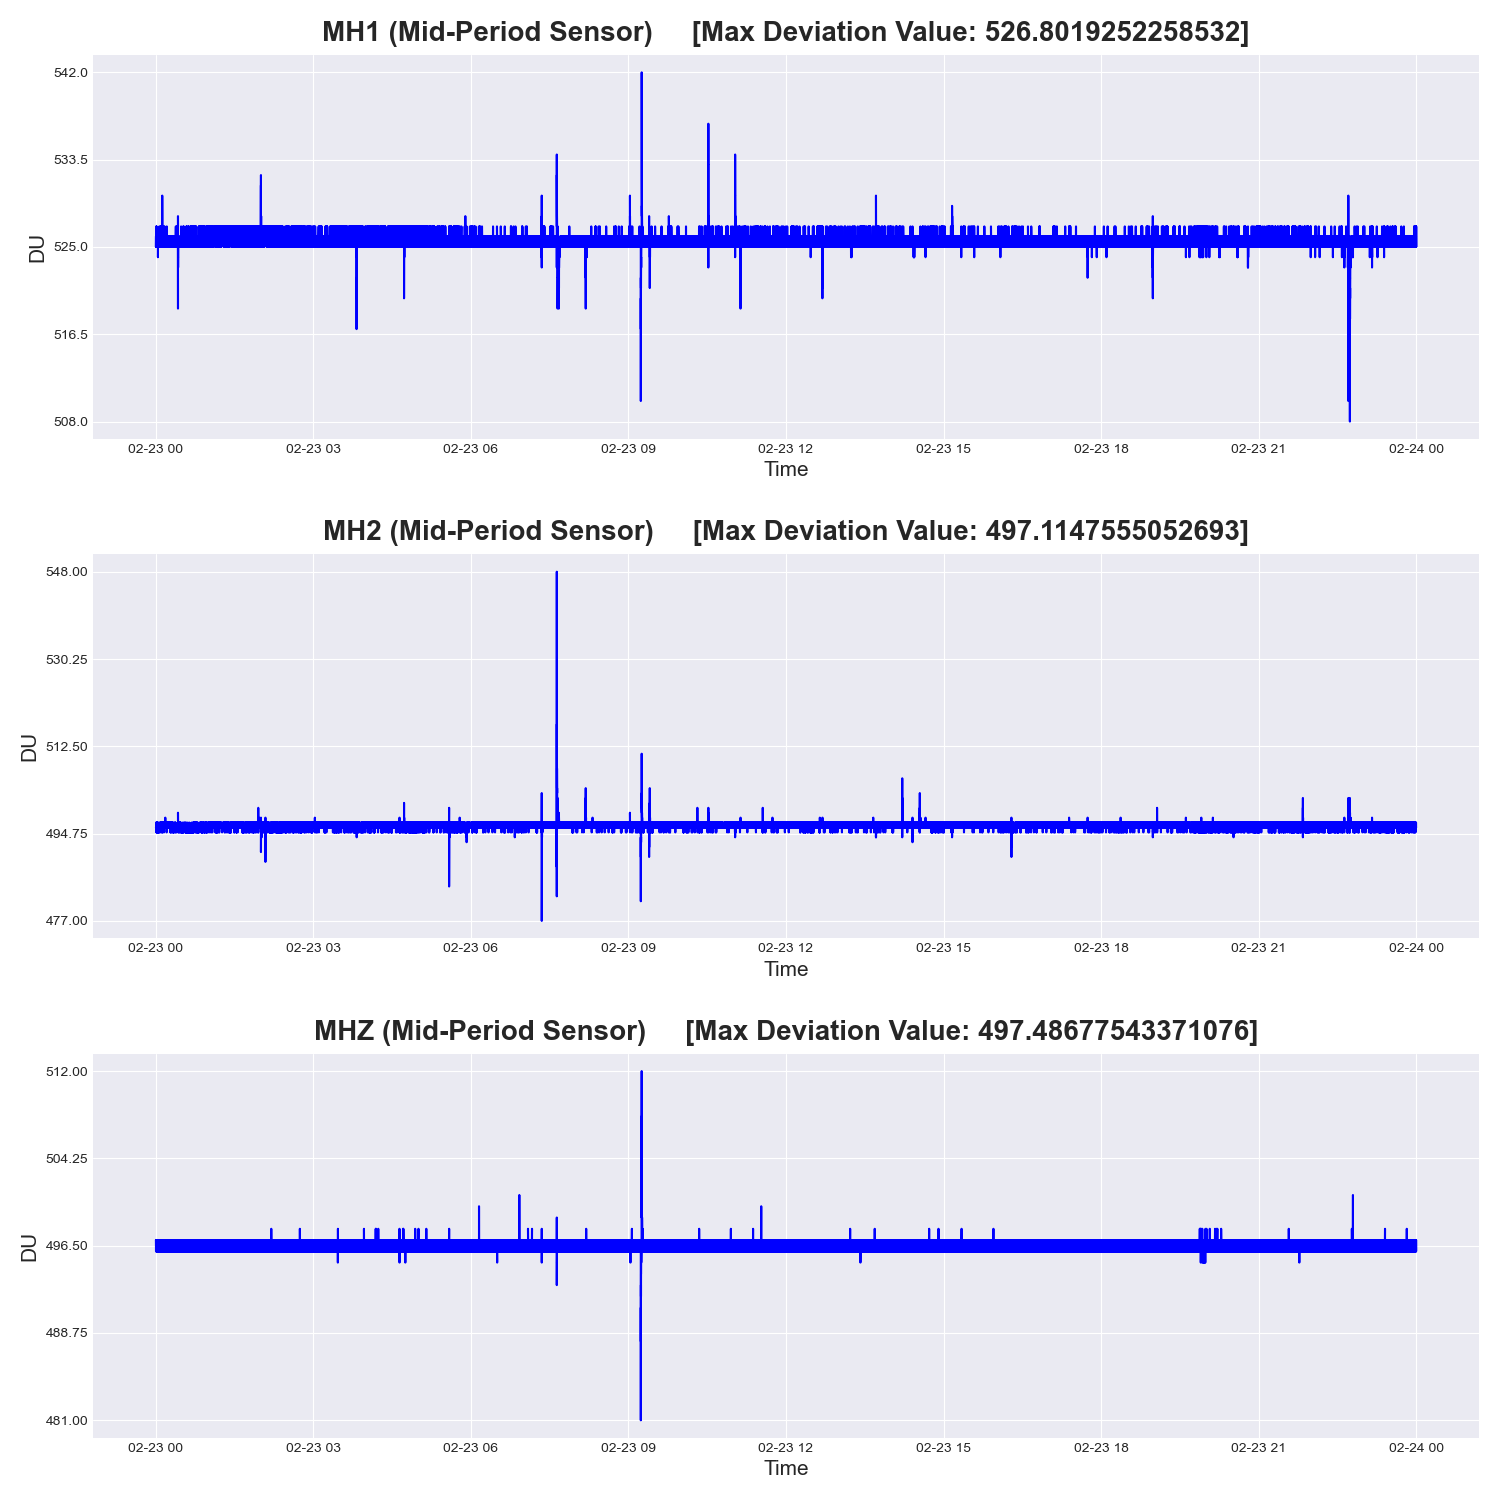 MH1 (Mid-Period Sensor) [Max Deviation Value: 526.8019252258532]
542.0
533.5
525.0
516.5
508.0
DU
02-23 00 02-23 03 02-23 06 02-23 09 02-23 12 02-23 15 02-23 18 02-23 21 02-24 00
Time
MH2 (Mid-Period Sensor) [Max Deviation Value: 497.1147555052693]
548.00
530.25
512.50
494.75
477.00
DU
02-23 00 02-23 03 02-23 06 02-23 09 02-23 12 02-23 15 02-23 18 02-23 21 02-24 00
Time
MHZ (Mid-Period Sensor) [Max Deviation Value: 497.48677543371076]
512.00
504.25
496.50
488.75
481.00
DU
02-23 00 02-23 03 02-23 06 02-23 09 02-23 12 02-23 15 02-23 18 02-23 21 02-24 00
Time